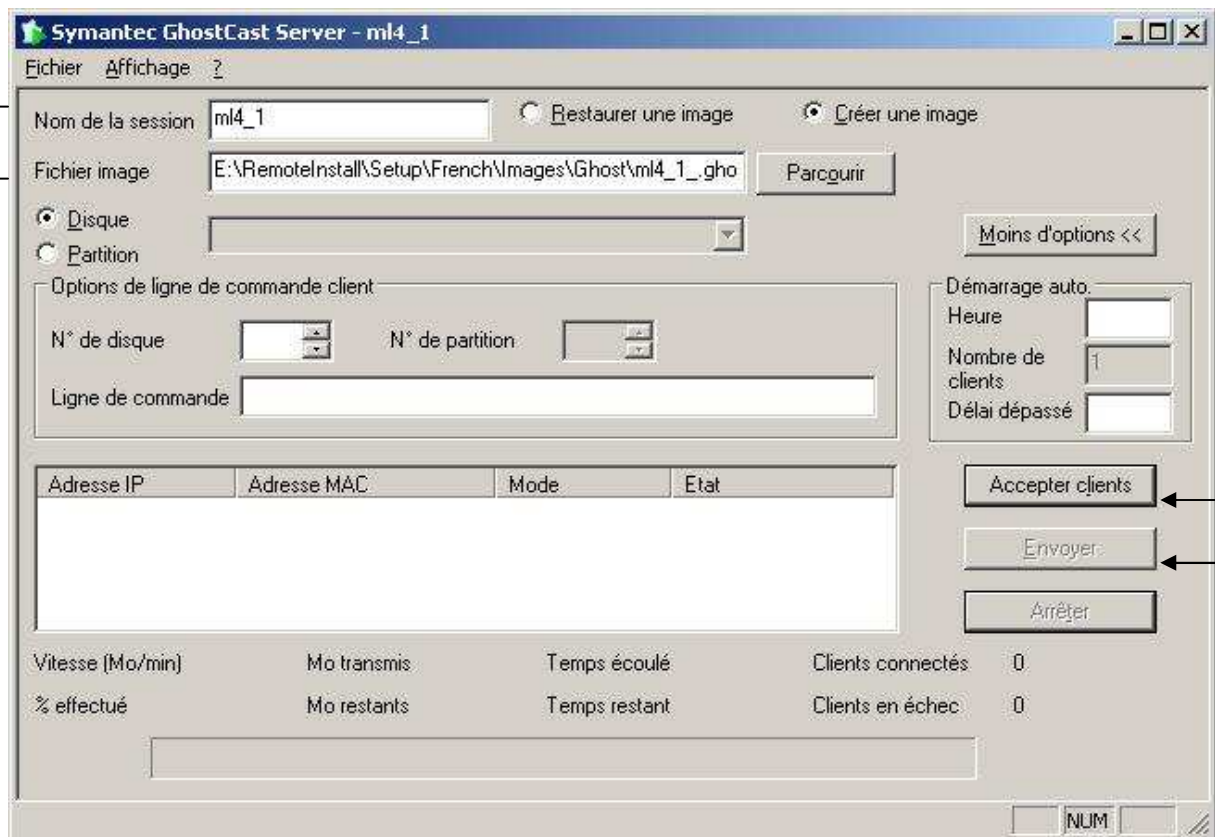 Symantec GhostCast Server - ml4_1
Fichier Affichage ?
Nom de la session ml4_1 Restaurer une image Créer une image
Fichier image E:\RemoteInstall\Setup\French\Images\Ghost\ml4_1_.gho Parcourir
Disque
Partition
Moins d'options <<
Options de ligne de commande client
N° de disque N° de partition
Ligne de commande
Démarrage auto.
Heure
Nombre de clients 1
Délai dépassé
Adresse IP Adresse MAC Mode Etat
Accepter clients
Envoyer
Arrêter
Vitesse (Mo/min) Mo transmis Temps écoulé Clients connectés 0
% effectué Mo restants Temps restant Clients en échec 0
NUM